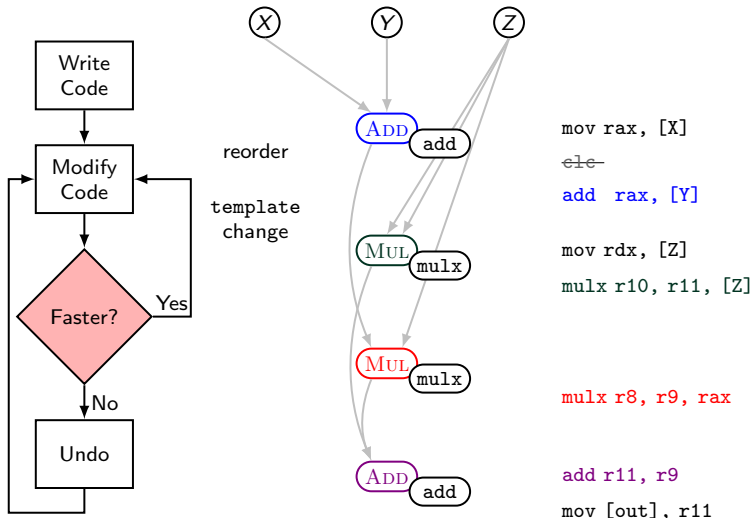 Write
Code
Modify
Code
Faster?
Yes
No
Undo
reorder
template
change
X
Y
Z
ADD
add
MUL
mulx
MUL
mulx
ADD
add
mov rax, [X]
clc
add rax, [Y]
mov rdx, [Z]
mulx r10, r11, [Z]
mulx r8, r9, rax
add r11, r9
mov [out], r11